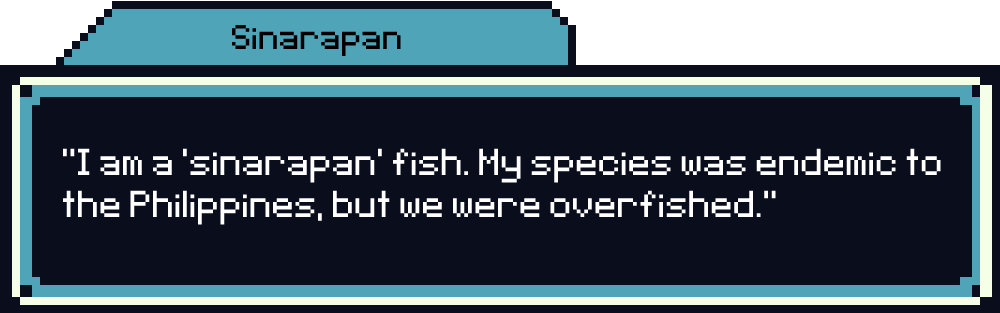 Sinarapan
"I am a 'sinarapan' fish. My species was endemic to
the Philippines, but we were overfished."